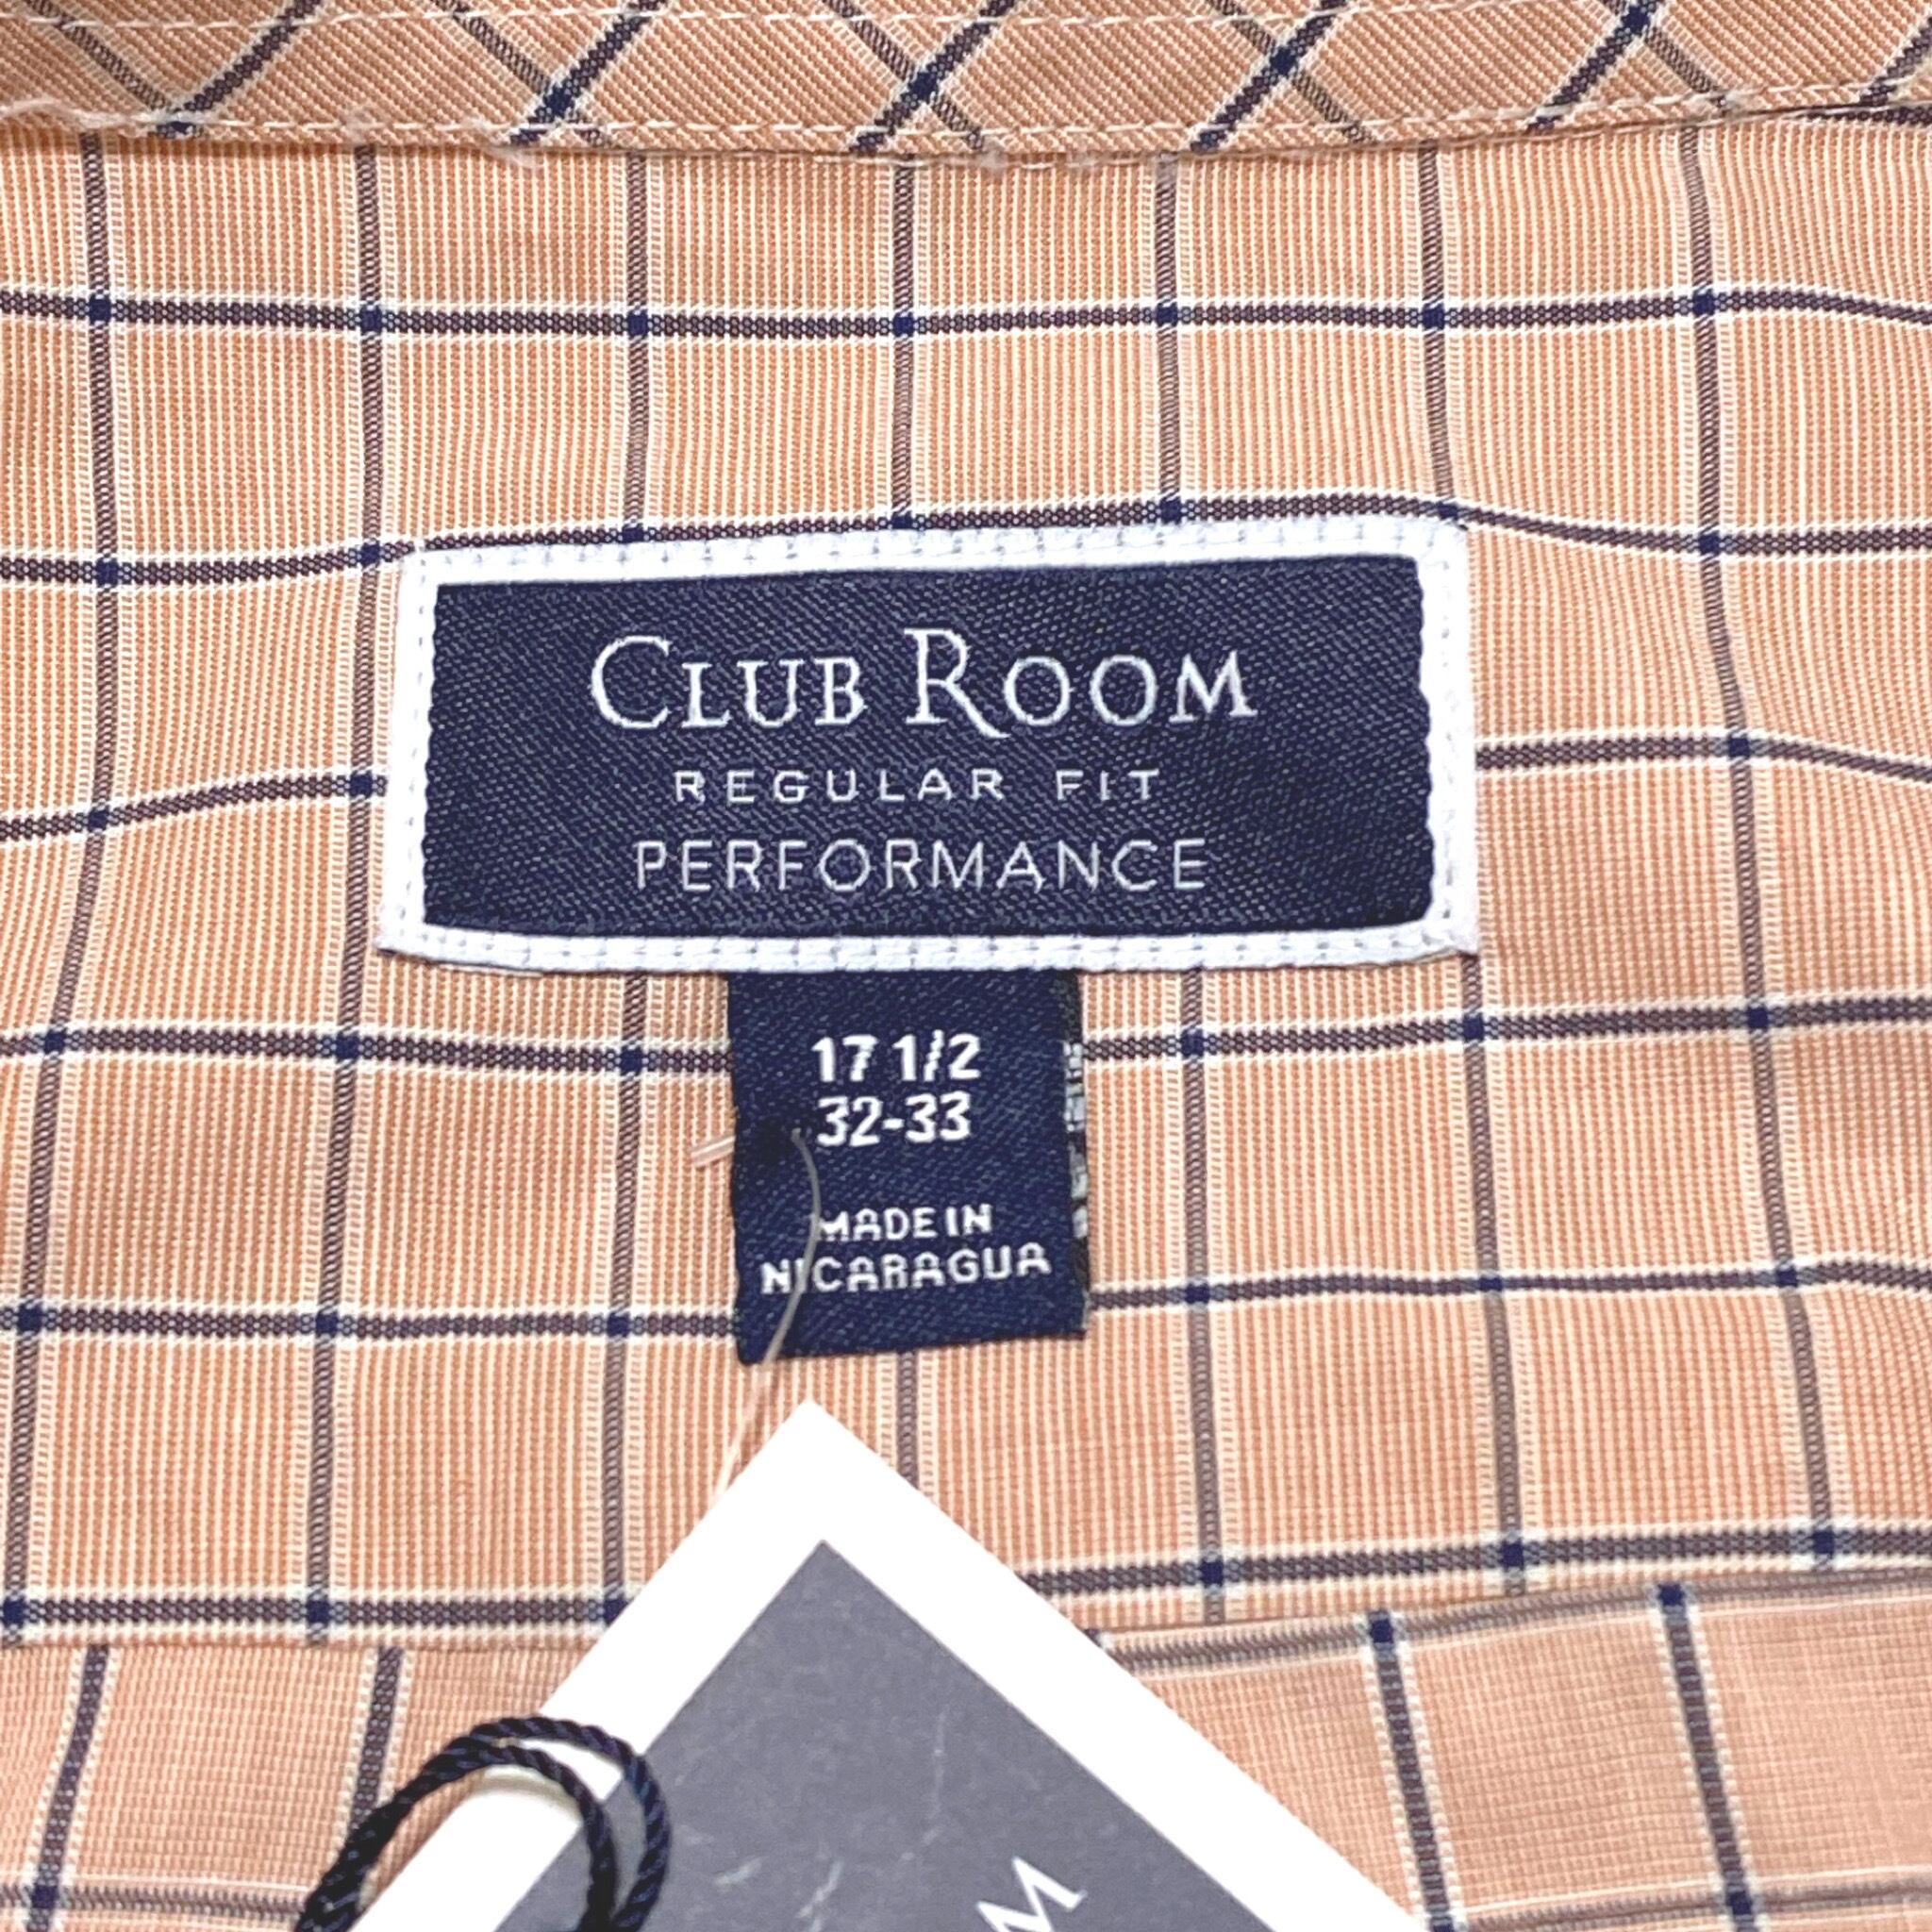 CLUB ROOM
REGULAR FIT
PERFORMANCE
17 1/2
32-33
MADE IN
NICARAGUA
M